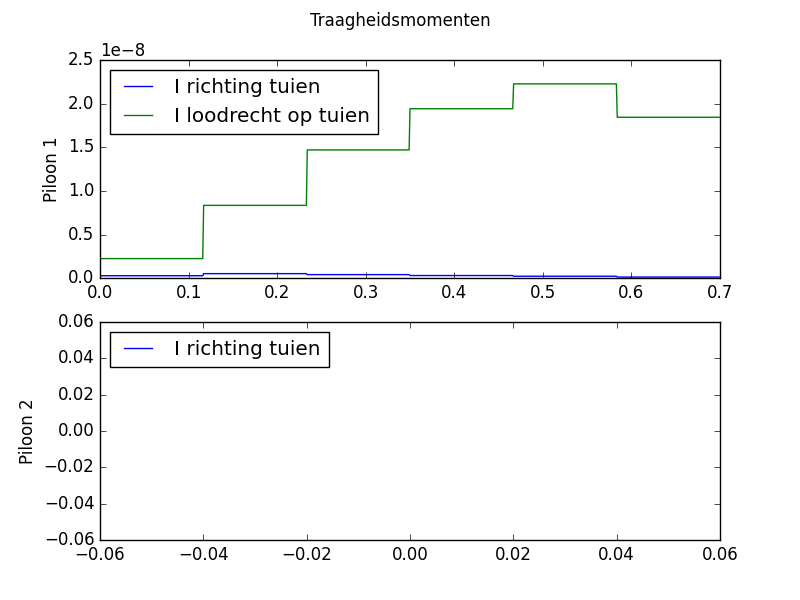 Traagheidsmomenten
1e−8
2.5
2.0
1.5
1.0
0.5
0.0
Piloon 1
I richting tuien
I loodrecht op tuien
0.0 0.1 0.2 0.3 0.4 0.5 0.6 0.7
0.06
0.04
0.02
0.00
−0.02
−0.04
−0.06
Piloon 2
I richting tuien
−0.06 −0.04 −0.02 0.00 0.02 0.04 0.06